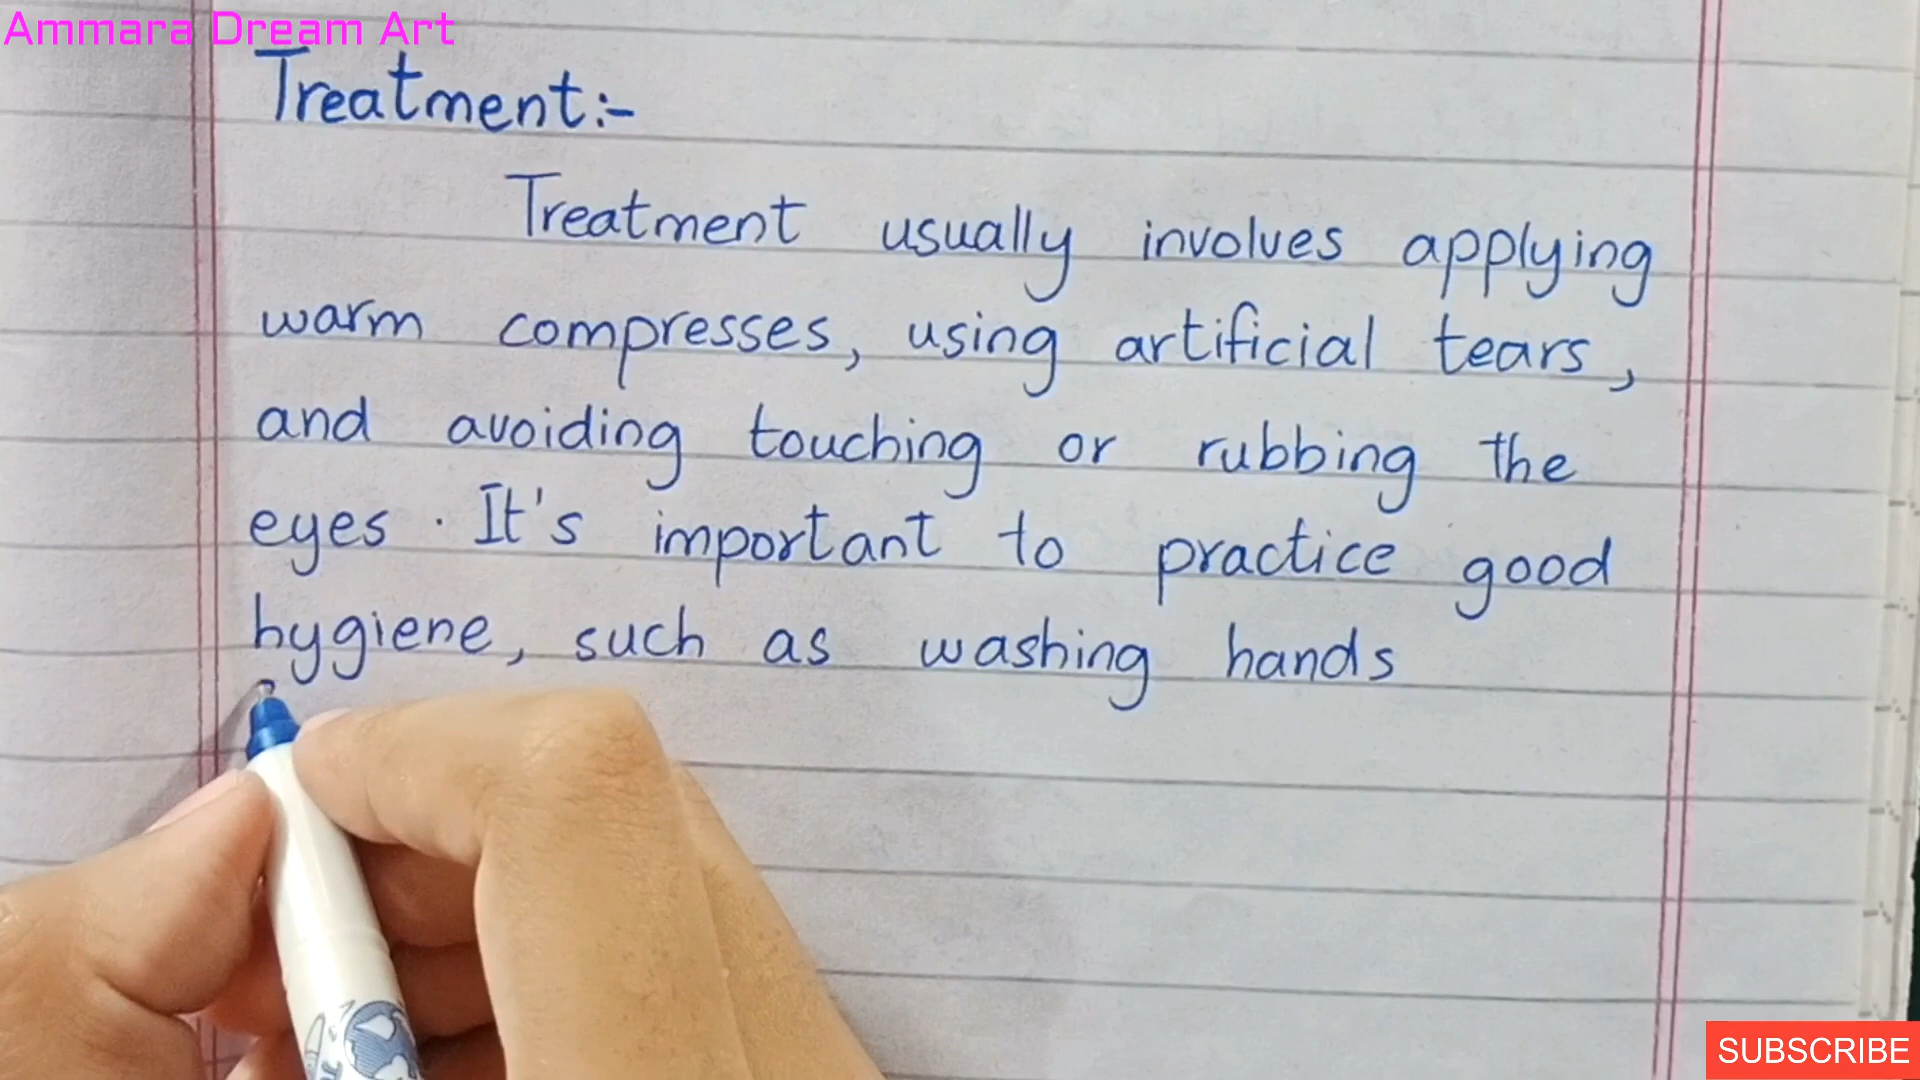 Ammara Dream Art
Treatment:-
Treatment usually involves applying
warm compresses, using artificial tears,
and avoiding touching or rubbing the
eyes. It's important to practice good
hygiene, such as washing hands
SUBSCRIBE